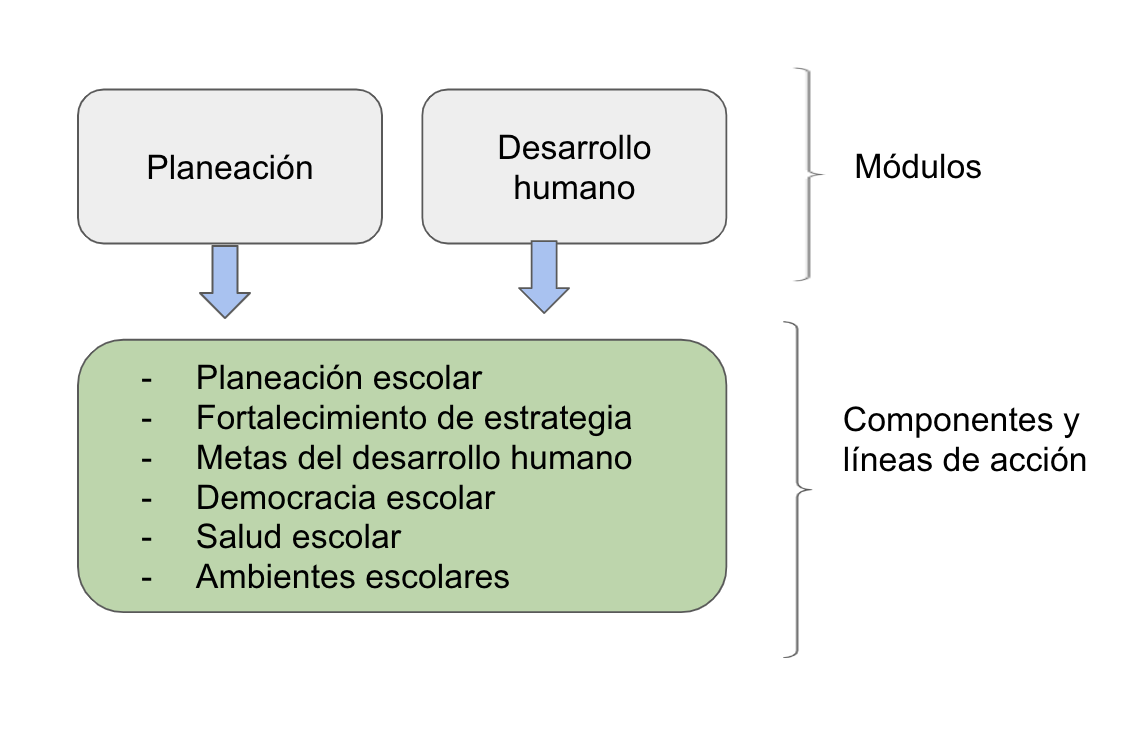 Planeación
Desarrollo
humano
Módulos
- Planeación escolar
- Fortalecimiento de estrategia
- Metas del desarrollo humano
- Democracia escolar
- Salud escolar
- Ambientes escolares
Componentes y
líneas de acción